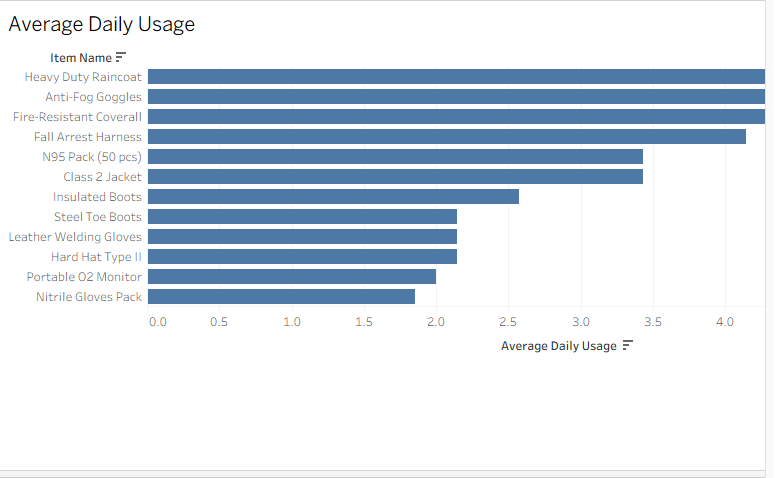 Average Daily Usage
Item Name
Heavy Duty Raincoat
Anti-Fog Goggles
Fire-Resistant Coverall
Fall Arrest Harness
N95 Pack (50 pcs)
Class 2 Jacket
Insulated Boots
Steel Toe Boots
Leather Welding Gloves
Hard Hat Type II
Portable O2 Monitor
Nitrile Gloves Pack
0.0 0.5 1.0 1.5 2.0 2.5 3.0 3.5 4.0
Average Daily Usage